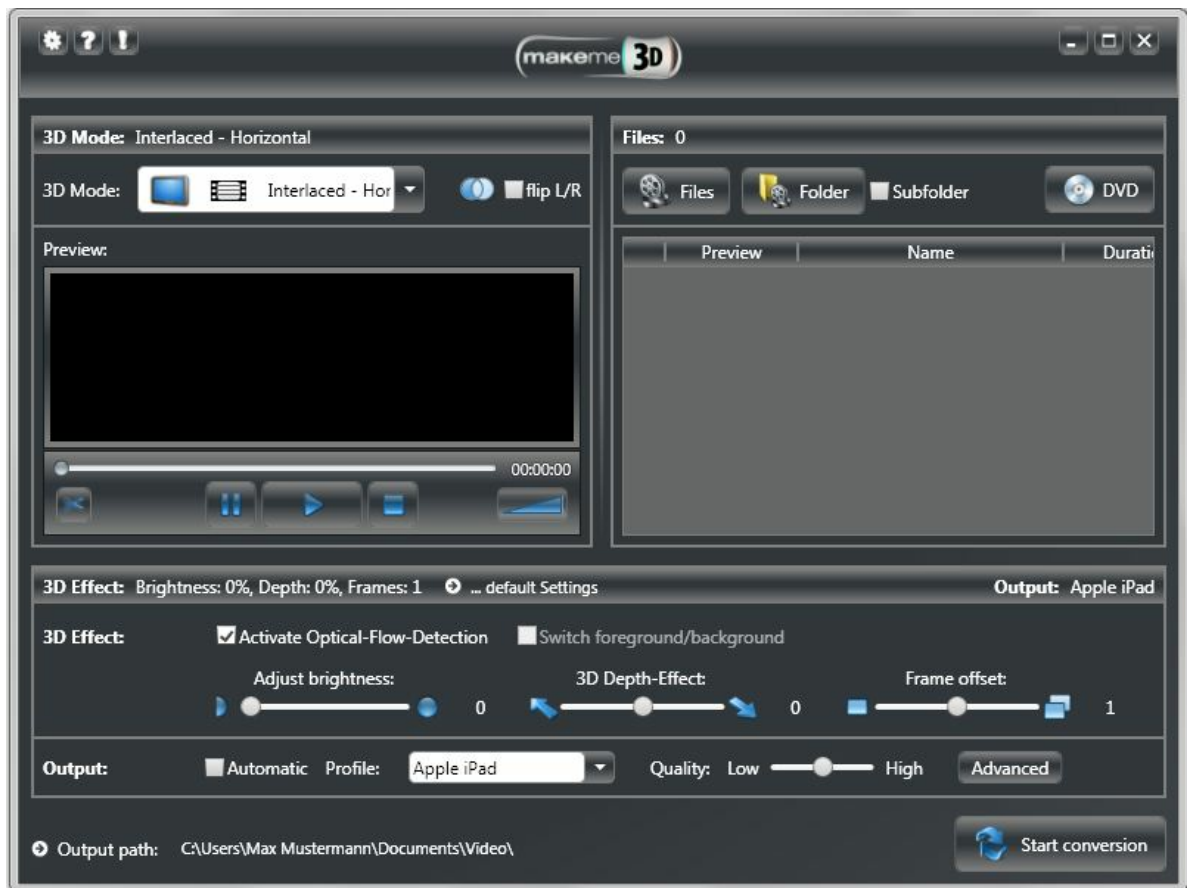 makeme 3D
3D Mode: Interlaced - Horizontal
3D Mode: Interlaced - Hor flip L/R
Preview:
00:00:00
Files: 0
Files Folder Subfolder DVD
Preview Name Durati
3D Effect: Brightness: 0%, Depth: 0%, Frames: 1 ... default Settings Output: Apple iPad
3D Effect: Activate Optical-Flow-Detection Switch foreground/background
Adjust brightness: 3D Depth-Effect: Frame offset:
0 0 1
Output: Automatic Profile: Apple iPad Quality: Low High Advanced
Output path: C:\Users\Max Mustermann\Documents\Video\
Start conversion